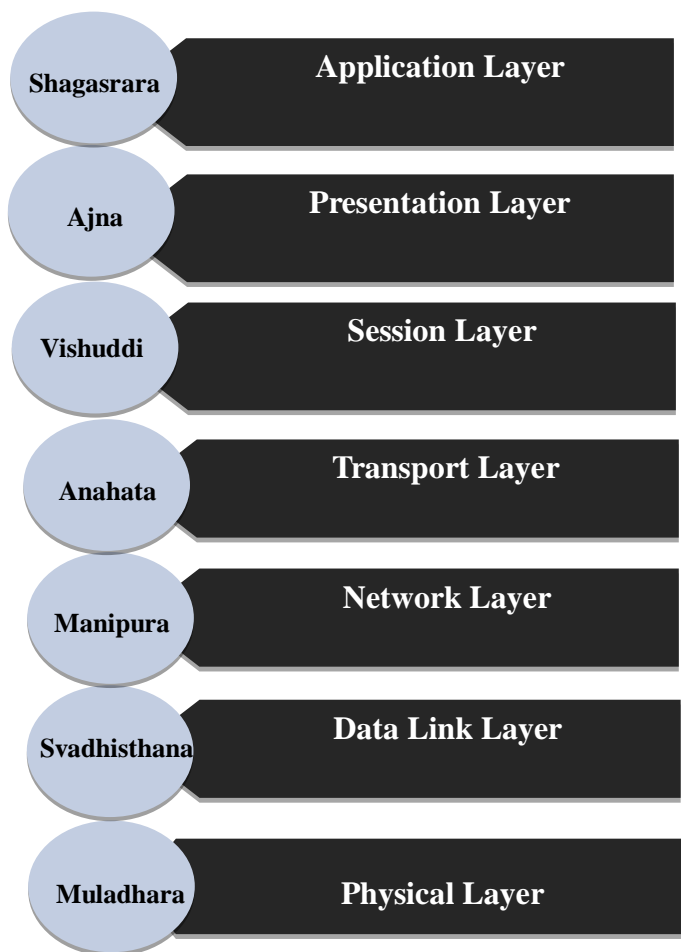 Shagasrara
Application Layer
Ajna
Presentation Layer
Vishuddi
Session Layer
Anahata
Transport Layer
Manipura
Network Layer
Svadhisthana
Data Link Layer
Muladhara
Physical Layer